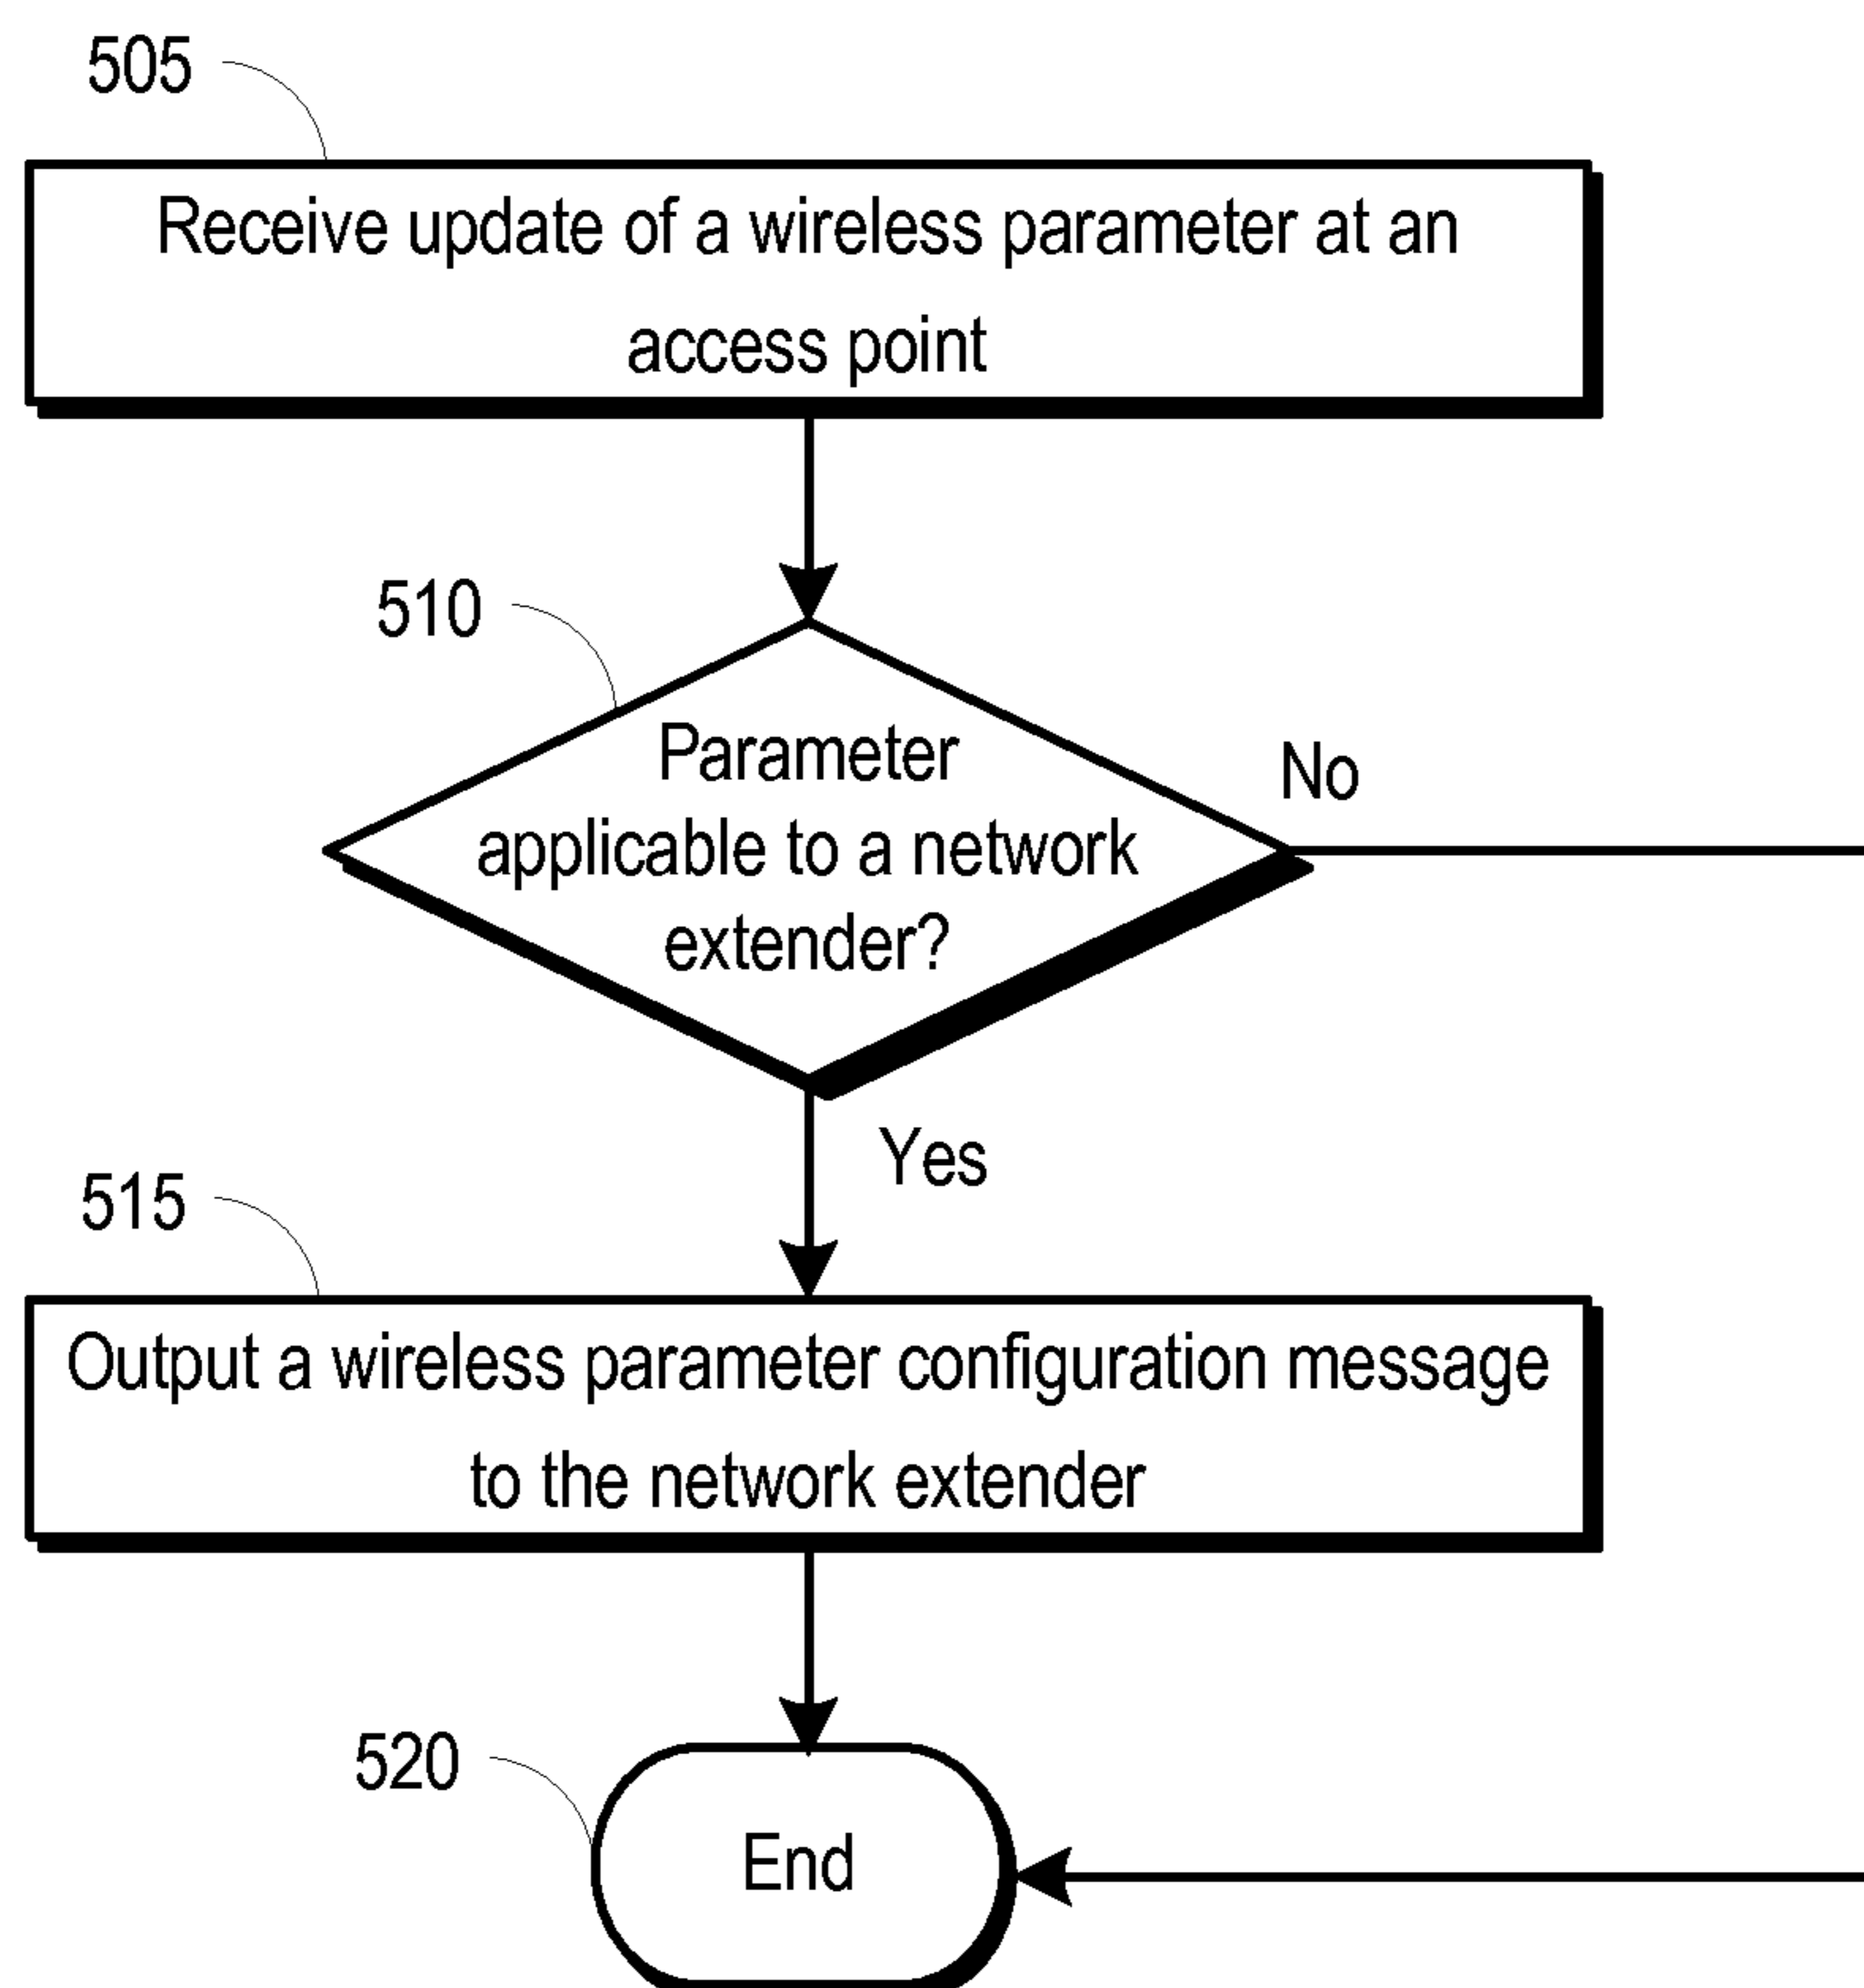 505
Receive update of a wireless parameter at an
access point
510
Parameter
applicable to a network
extender?
No
Yes
515
Output a wireless parameter configuration message
to the network extender
520
End